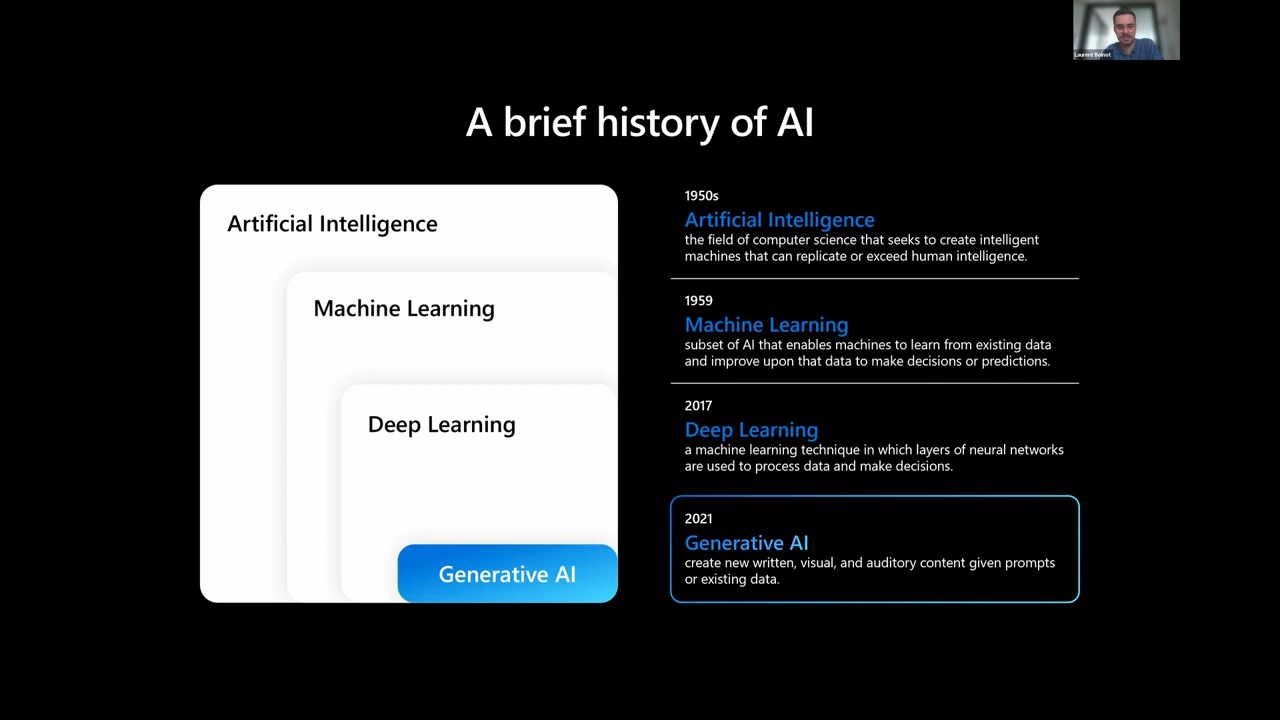 Laurent Boinot
A brief history of AI
Artificial Intelligence
Machine Learning
Deep Learning
Generative AI
1950s
Artificial Intelligence
the field of computer science that seeks to create intelligent
machines that can replicate or exceed human intelligence.
1959
Machine Learning
subset of AI that enables machines to learn from existing data
and improve upon that data to make decisions or predictions.
2017
Deep Learning
a machine learning technique in which layers of neural networks
are used to process data and make decisions.
2021
Generative AI
create new written, visual, and auditory content given prompts
or existing data.